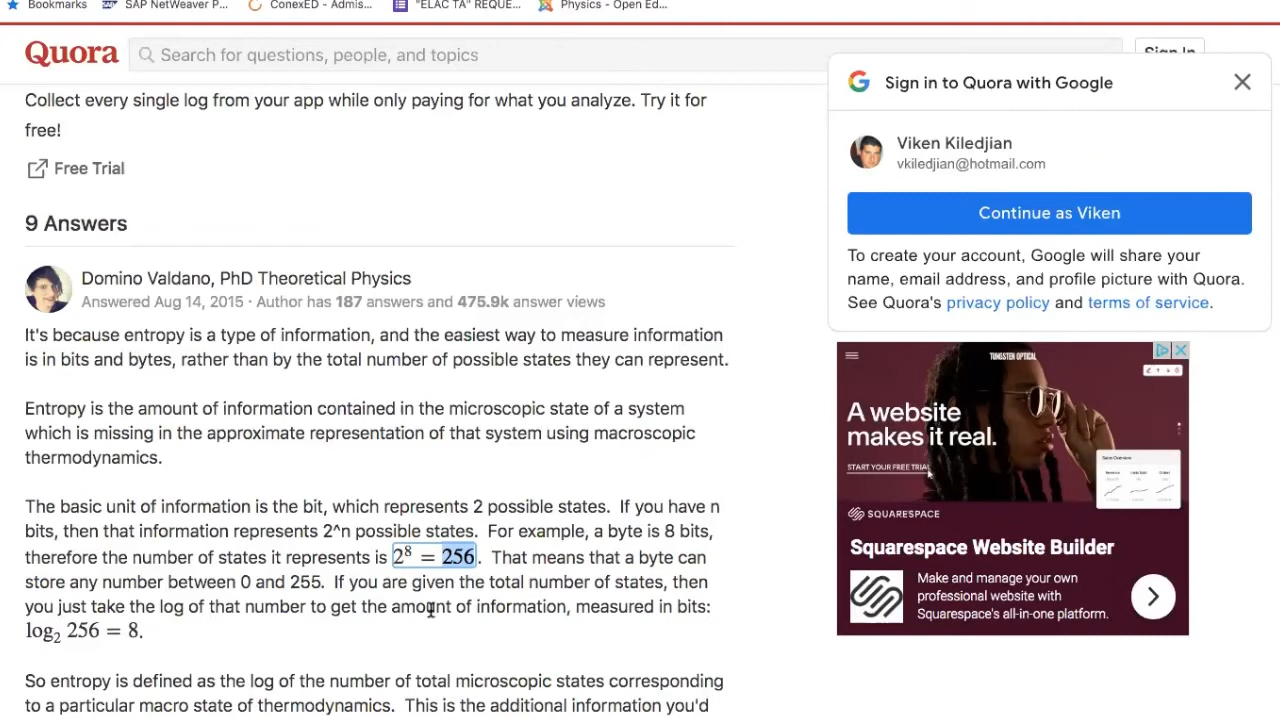 Bookmarks
SAP NetWeaver P...
ConexED - Admis...
"ELAC TA" REQUE...
Physics - Open Ed...
Quora
Search for questions, people, and topics
Sign In
Collect every single log from your app while only paying for what you analyze. Try it for
free!
Free Trial
9 Answers
Domino Valdano, PhD Theoretical Physics
Answered Aug 14, 2015 · Author has 187 answers and 475.9k answer views
It's because entropy is a type of information, and the easiest way to measure information
is in bits and bytes, rather than by the total number of possible states they can represent.
Entropy is the amount of information contained in the microscopic state of a system
which is missing in the approximate representation of that system using macroscopic
thermodynamics.
The basic unit of information is the bit, which represents 2 possible states.  If you have n
bits, then that information represents 2^n possible states.  For example, a byte is 8 bits,
therefore the number of states it represents is 2⁸ = 256.  That means that a byte can
store any number between 0 and 255.  If you are given the total number of states, then
you just take the log of that number to get the amount of information, measured in bits:
log₂ 256 = 8.
So entropy is defined as the log of the number of total microscopic states corresponding
to a particular macro state of thermodynamics.  This is the additional information you'd
Sign in to Quora with Google
Viken Kiledjian
vkiledjian@hotmail.com
Continue as Viken
To create your account, Google will share your
name, email address, and profile picture with Quora.
See Quora's privacy policy and terms of service.
TUNGSTEN OPTICAL
A website
makes it real.
START YOUR FREE TRIAL
SQUARESPACE
Squarespace Website Builder
Make and manage your own
professional website with
Squarespace's all-in-one platform.